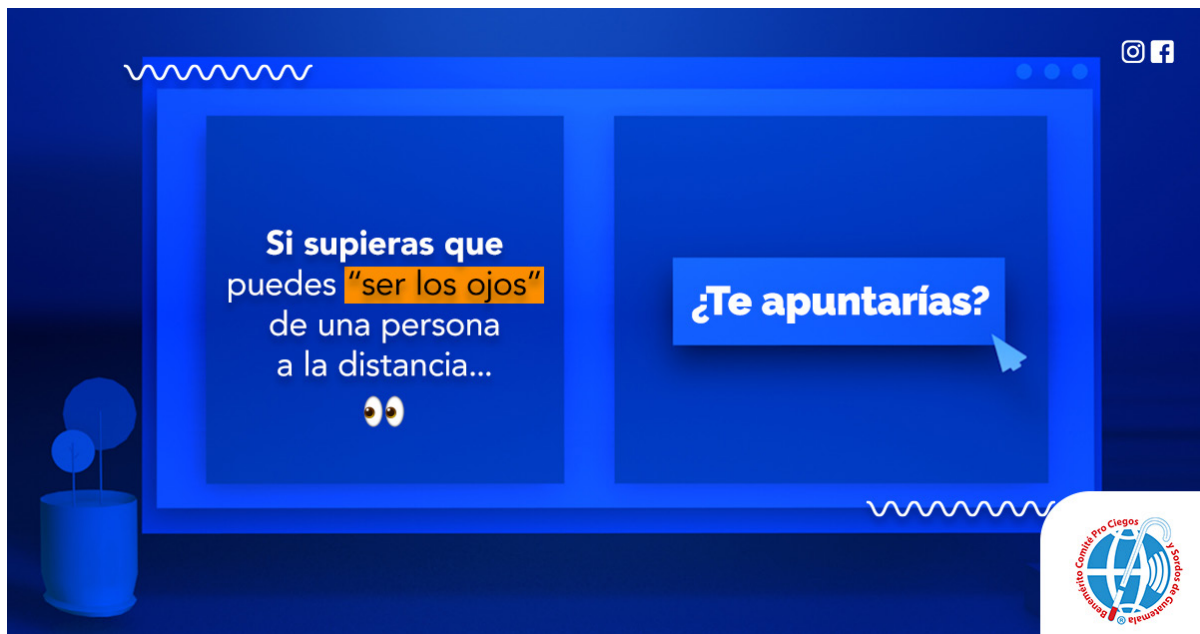 Si supieras que
puedes “ser los ojos”
de una persona
a la distancia...
¿Te apuntarías?
Benemérito Comité Pro Ciegos
y Sordos de Guatemala
®